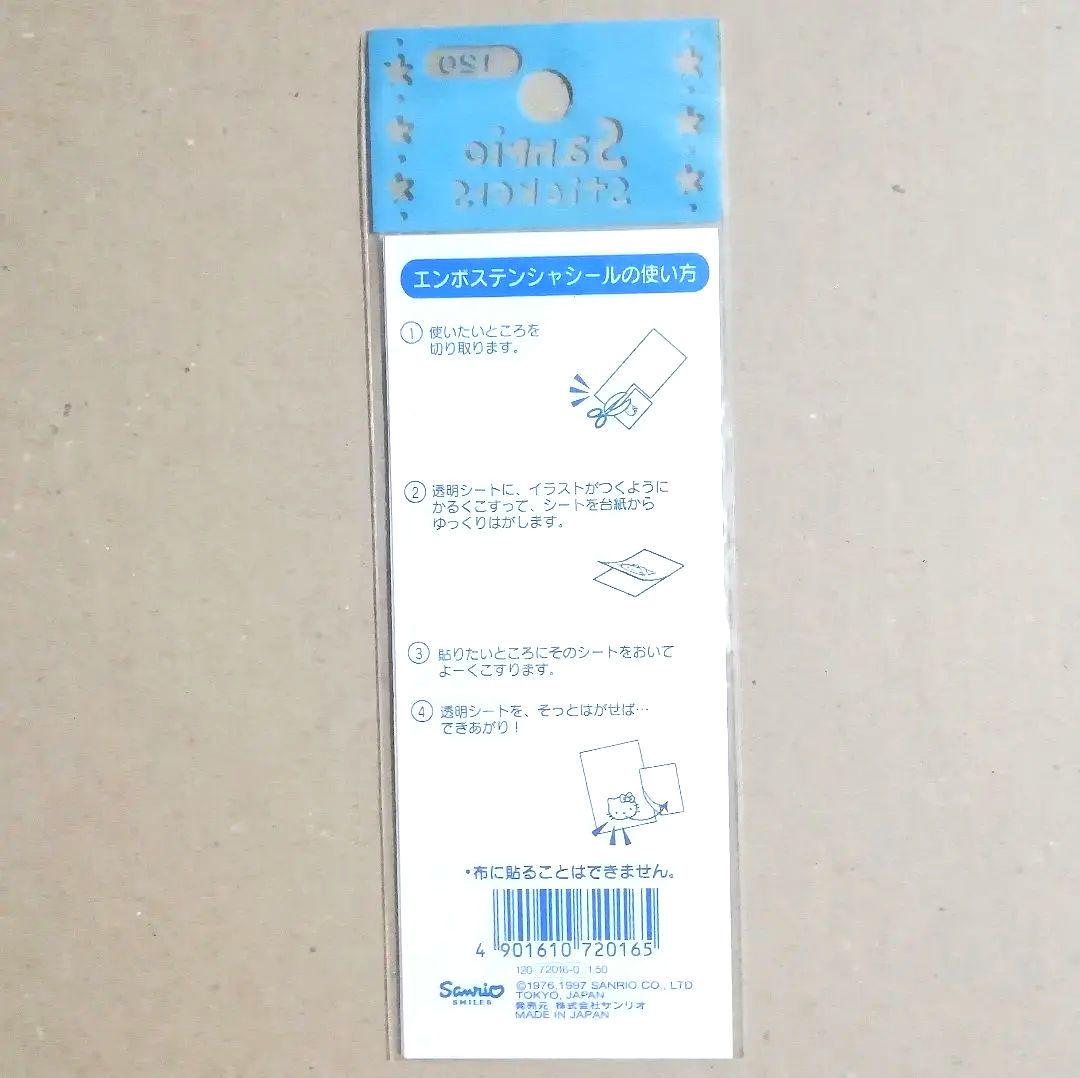 120
Sanrio
Stickers
エンボステンシャシールの使い方
① 使いたいところを
切り取ります。
② 透明シートに、イラストがつくように
かるくこすって、シートを台紙から
ゆっくりはがします。
③ 貼りたいところにそのシートをおいて
よーくこすります。
④ 透明シートを、そっとはがせば…
できあがり！
・布に貼ることはできません。
4 901610 720165
120 72016-0 1.50
Sanrio
SMILES
©1976,1997 SANRIO CO., LTD
TOKYO, JAPAN
発売元 株式会社サンリオ
MADE IN JAPAN